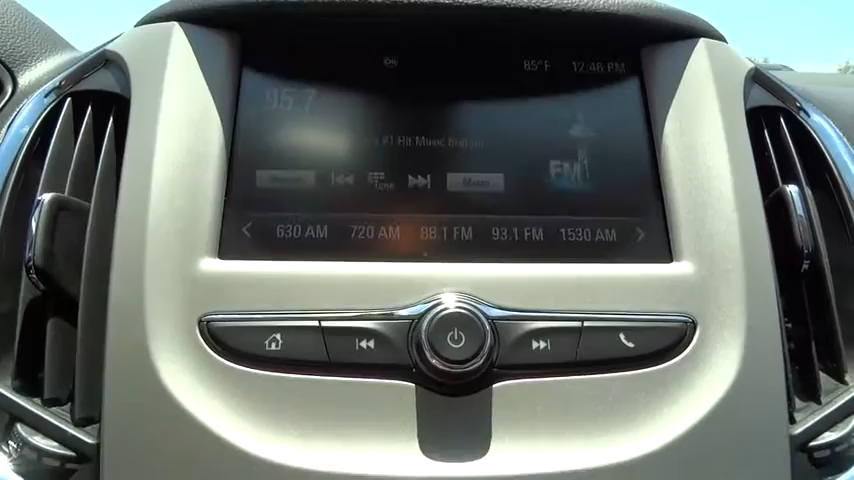 85°F 12:46 PM
95.7
#1 Hit Music Station
Tune
Menu
FM
630 AM 720 AM 88.1 FM 93.1 FM 1530 AM